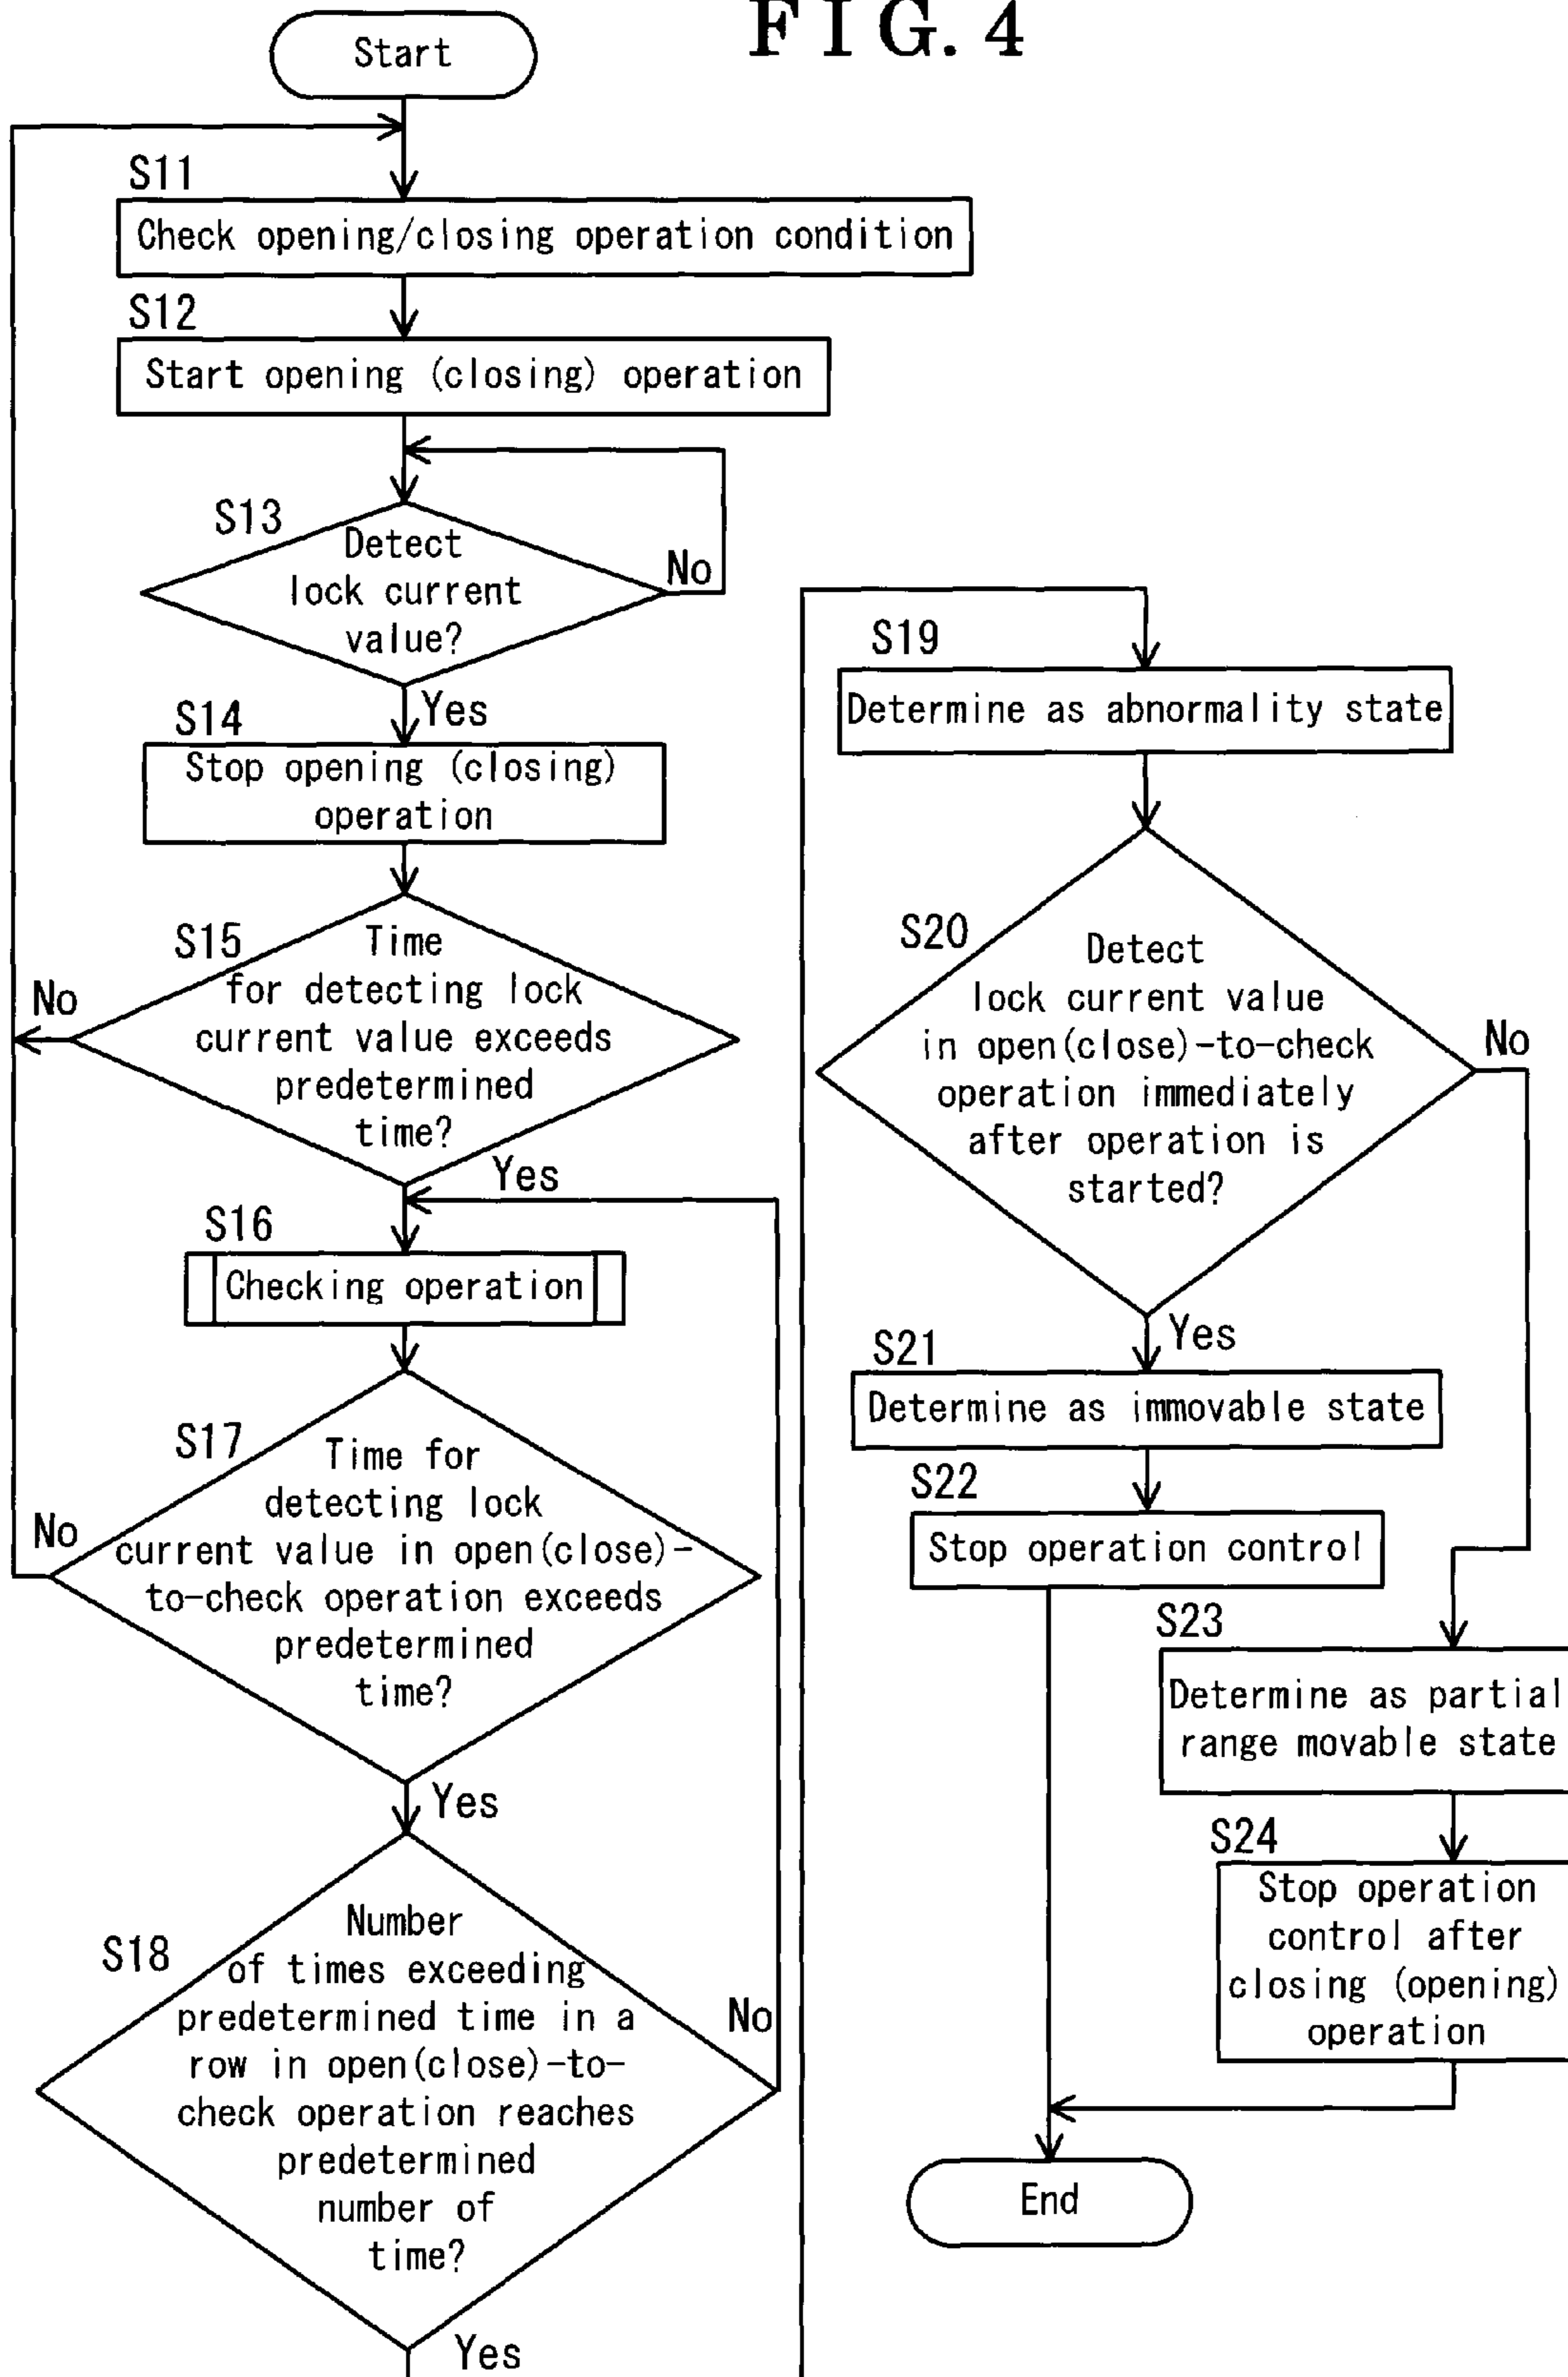 FIG. 4
Start
S11
Check opening/closing operation condition
S12
Start opening (closing) operation
S13
Detect
lock current
value?
No
Yes
S14
Stop opening (closing)
operation
S15
Time
for detecting lock
current value exceeds
predetermined
time?
No
Yes
S16
Checking operation
S17
Time for
detecting lock
current value in open(close)-
to-check operation exceeds
predetermined
time?
No
Yes
S18
Number
of times exceeding
predetermined time in a
row in open(close)-to-
check operation reaches
predetermined
number of
time?
No
Yes
S19
Determine as abnormality state
S20
Detect
lock current value
in open(close)-to-check
operation immediately
after operation is
started?
No
Yes
S21
Determine as immovable state
S22
Stop operation control
S23
Determine as partial
range movable state
S24
Stop operation
control after
closing (opening)
operation
End